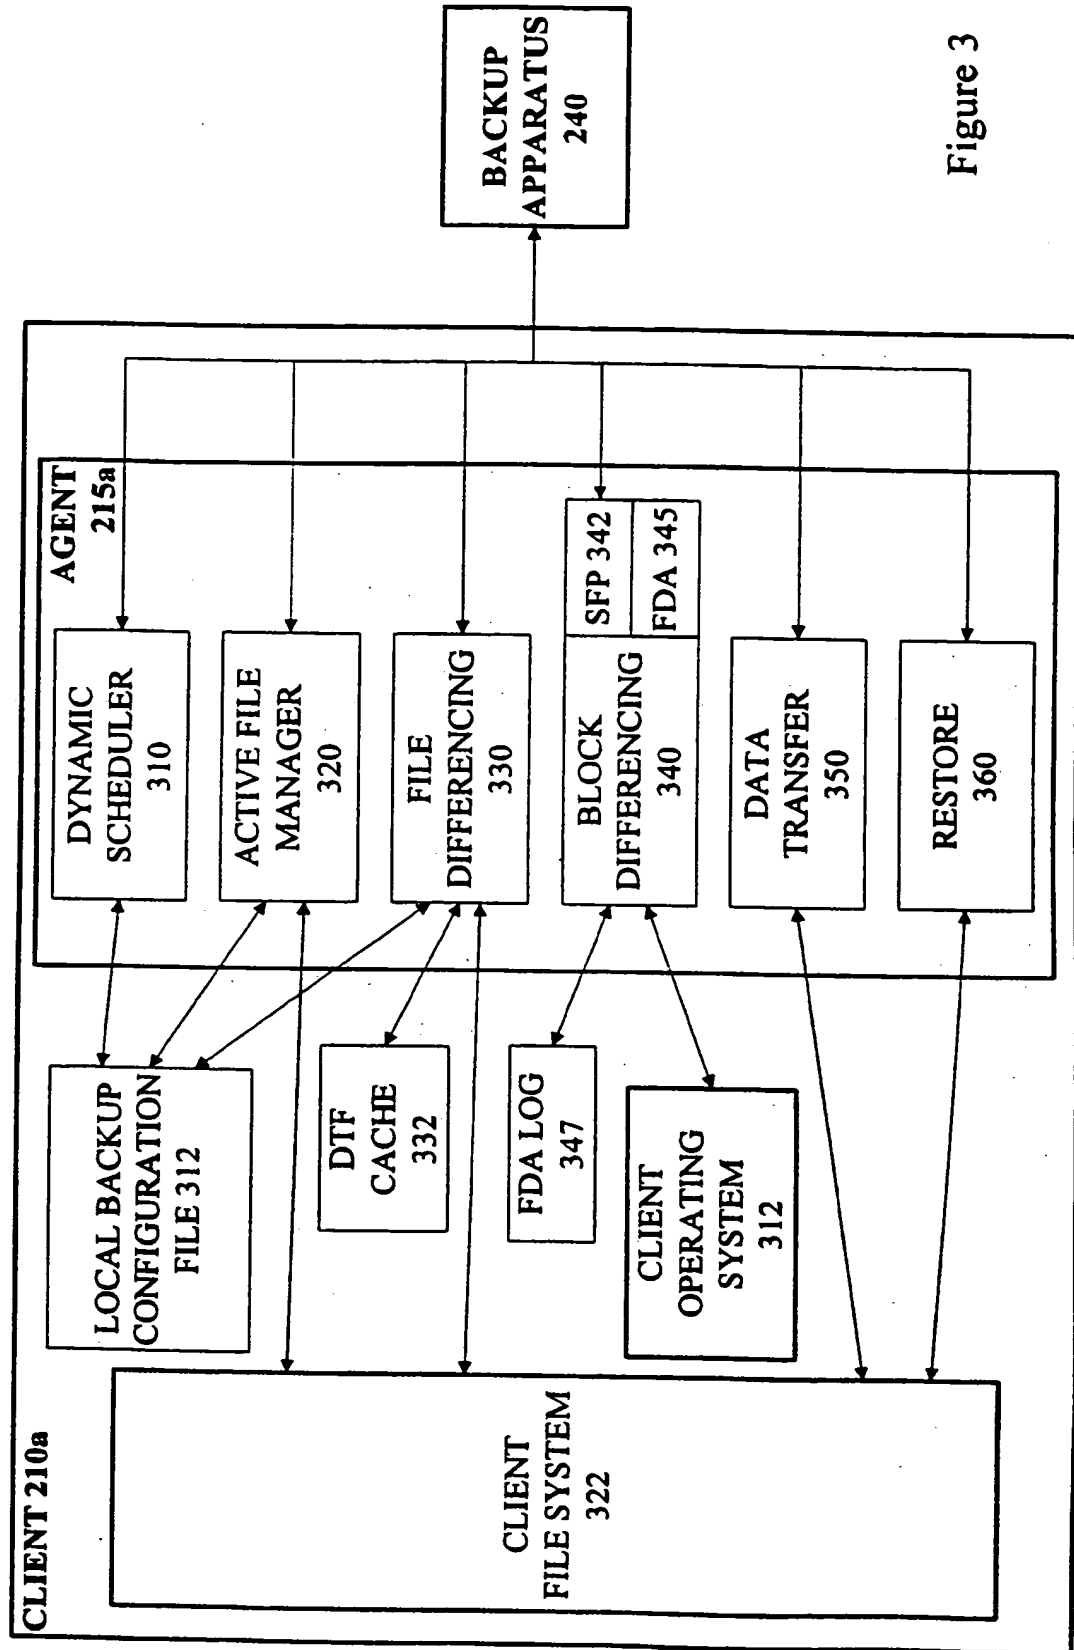 CLIENT 210a
CLIENT
FILE SYSTEM
322
LOCAL BACKUP
CONFIGURATION
FILE 312
DTF
CACHE
332
FDA LOG
347
CLIENT
OPERATING
SYSTEM
312
AGENT
215a
DYNAMIC
SCHEDULER
310
ACTIVE FILE
MANAGER
320
FILE
DIFFERENCING
330
BLOCK
DIFFERENCING
340
SFP 342
FDA 345
DATA
TRANSFER
350
RESTORE
360
BACKUP
APPARATUS
240
Figure 3